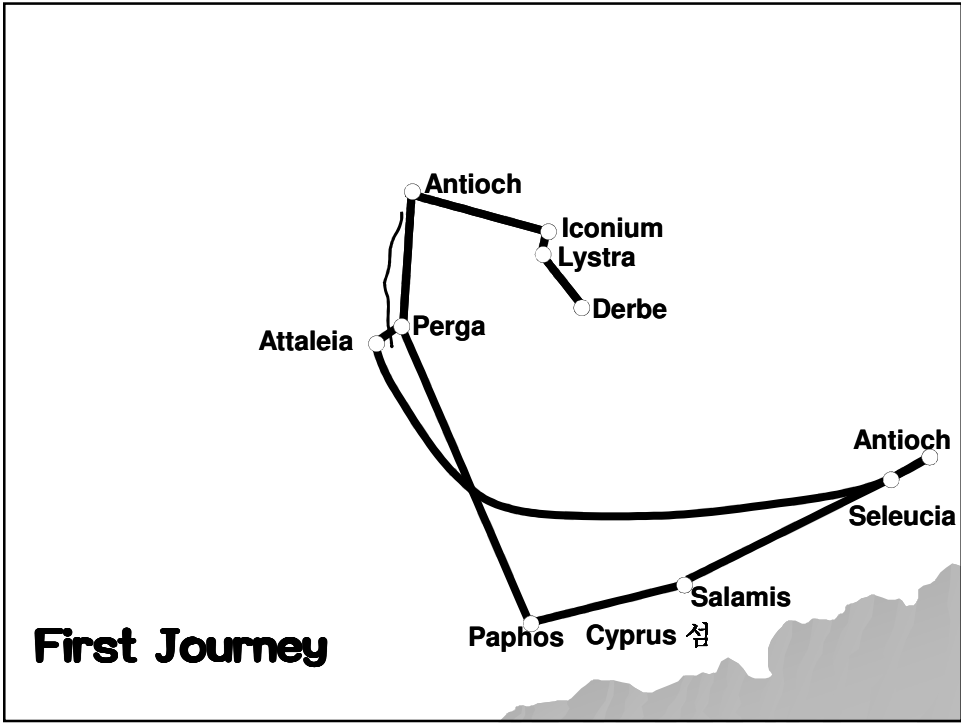 Antioch
Iconium
Lystra
Derbe
Perga
Attaleia
Antioch
Seleucia
Salamis
Paphos
Cyprus 섬
First Journey